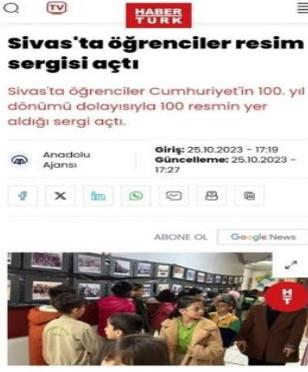 TV
HABER
TÜRK
Sivas'ta öğrenciler resim
sergisi açtı
Sivas'ta öğrenciler Cumhuriyet'in 100. yıl
dönümü dolayısıyla 100 resmin yer
aldığı sergi açtı.
Anadolu
Ajansı
Giriş: 25.10.2023 - 17:19
Güncelleme: 25.10.2023 -
17:27
ABONE OL
Google News
HT